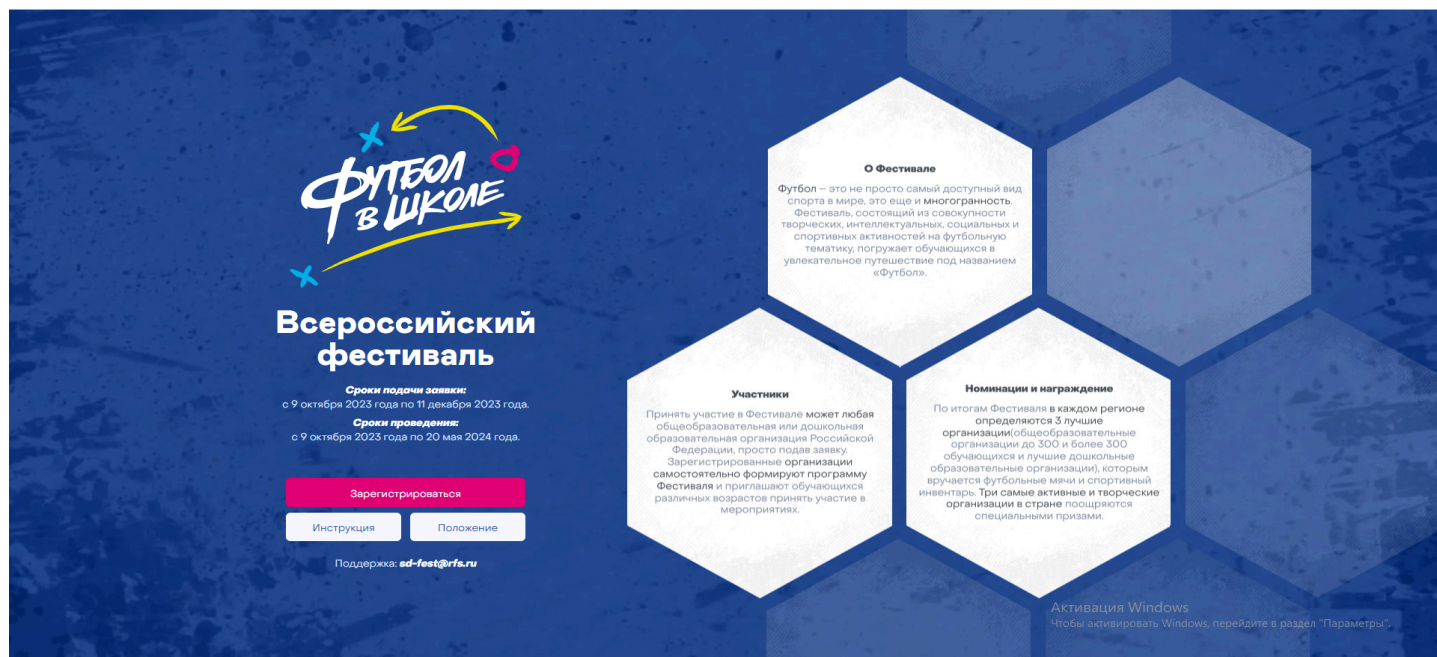 ФУТБОЛ
В ШКОЛЕ
Всероссийский
фестиваль
Сроки подачи заявки:
с 9 октября 2023 года по 11 декабря 2023 года.
Сроки проведения:
с 9 октября 2023 года по 20 мая 2024 года.
Зарегистрироваться
Инструкция
Положение
Поддержка: sd-fest@rfs.ru
О Фестивале
Футбол – это не просто самый доступный вид
спорта в мире, это еще и многогранность.
Фестиваль, состоящий из совокупности
творческих, интеллектуальных, социальных и
спортивных активностей на футбольную
тематику, погружает обучающихся в
увлекательное путешествие под названием
«Футбол».
Участники
Принять участие в Фестивале может любая
общеобразовательная или дошкольная
образовательная организация Российской
Федерации, просто подав заявку.
Зарегистрированные организации
самостоятельно формируют программу
Фестиваля и приглашают обучающихся
различных возрастов принять участие в
мероприятиях.
Номинации и награждение
По итогам Фестиваля в каждом регионе
определяются 3 лучшие
организации(общеобразовательные
организации до 300 и более 300
обучающихся и лучшие дошкольные
образовательные организации), которым
вручается футбольные мячи и спортивный
инвентарь. Три самые активные и творческие
организации в стране поощряются
специальными призами.
Активация Windows
Чтобы активировать Windows, перейдите в раздел "Параметры".